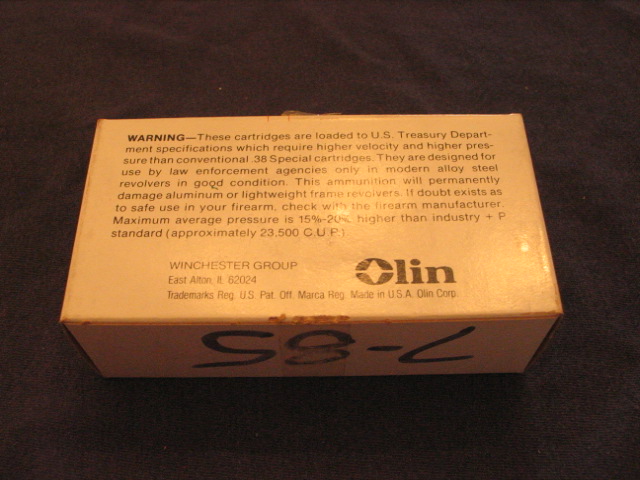 WARNING—These cartridges are loaded to U.S. Treasury Depart-
ment specifications which require higher velocity and higher pres-
sure than conventional .38 Special cartridges. They are designed for
use by law enforcement agencies only in modern alloy steel
revolvers in good condition. This ammunition will permanently
damage aluminum or lightweight frame revolvers. If doubt exists as
to safe use in your firearm, check with the firearm manufacturer.
Maximum average pressure is 15%-20% higher than industry + P
standard (approximately 23,500 C.U.P.).
WINCHESTER GROUP
East Alton, IL 62024
Olin
Trademarks Reg. U.S. Pat. Off. Marca Reg. Made in U.S.A. Olin Corp.
7-85